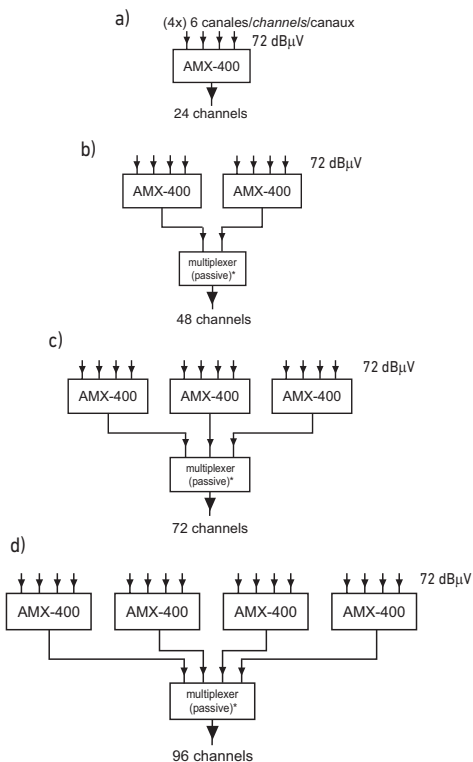 a)
(4x) 6 canales/channels/canaux
72 dBµV
AMX-400
24 channels
b)
72 dBµV
AMX-400 AMX-400
multiplexer
(passive)*
48 channels
c)
72 dBµV
AMX-400 AMX-400 AMX-400
multiplexer
(passive)*
72 channels
d)
72 dBµV
AMX-400 AMX-400 AMX-400 AMX-400
multiplexer
(passive)*
96 channels